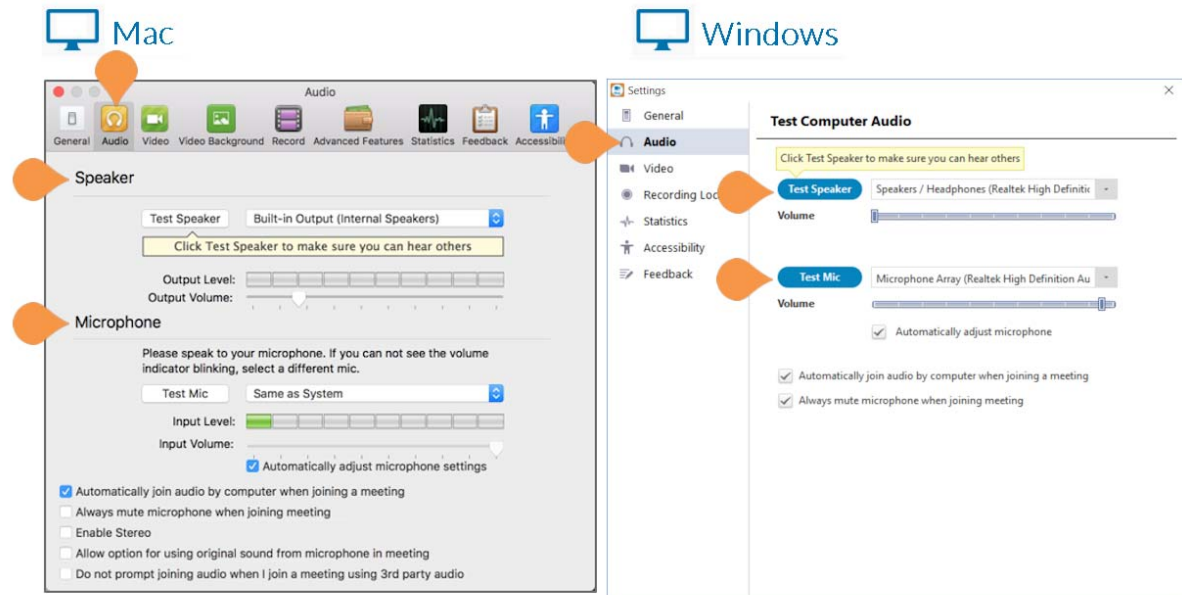 Mac
Audio
General Audio Video Video Background Record Advanced Features Statistics Feedback
Speaker
Test Speaker Built-in Output (Internal Speakers)
Click Test Speaker to make sure you can hear others
Output Level:
Output Volume:
Microphone
Please speak to your microphone. If you can not see the volume
indicator blinking, select a different mic.
Test Mic Same as System
Input Level:
Input Volume:
Automatically adjust microphone settings
Automatically join audio by computer when joining a meeting
Always mute microphone when joining meeting
Enable Stereo
Allow option for using original sound from microphone in meeting
Do not prompt joining audio when I join a meeting using 3rd party audio
Windows
Settings
General
Audio
Video
Recording
Statistics
Accessibility
Feedback
Test Computer Audio
Click Test Speaker to make sure you can hear others
Test Speaker Speakers / Headphones (Realtek High
Volume
Test Mic Microphone Array (Realtek High Definition Au
Volume
Automatically adjust microphone
Automatically join audio by computer when joining a meeting
Always mute microphone when joining meeting